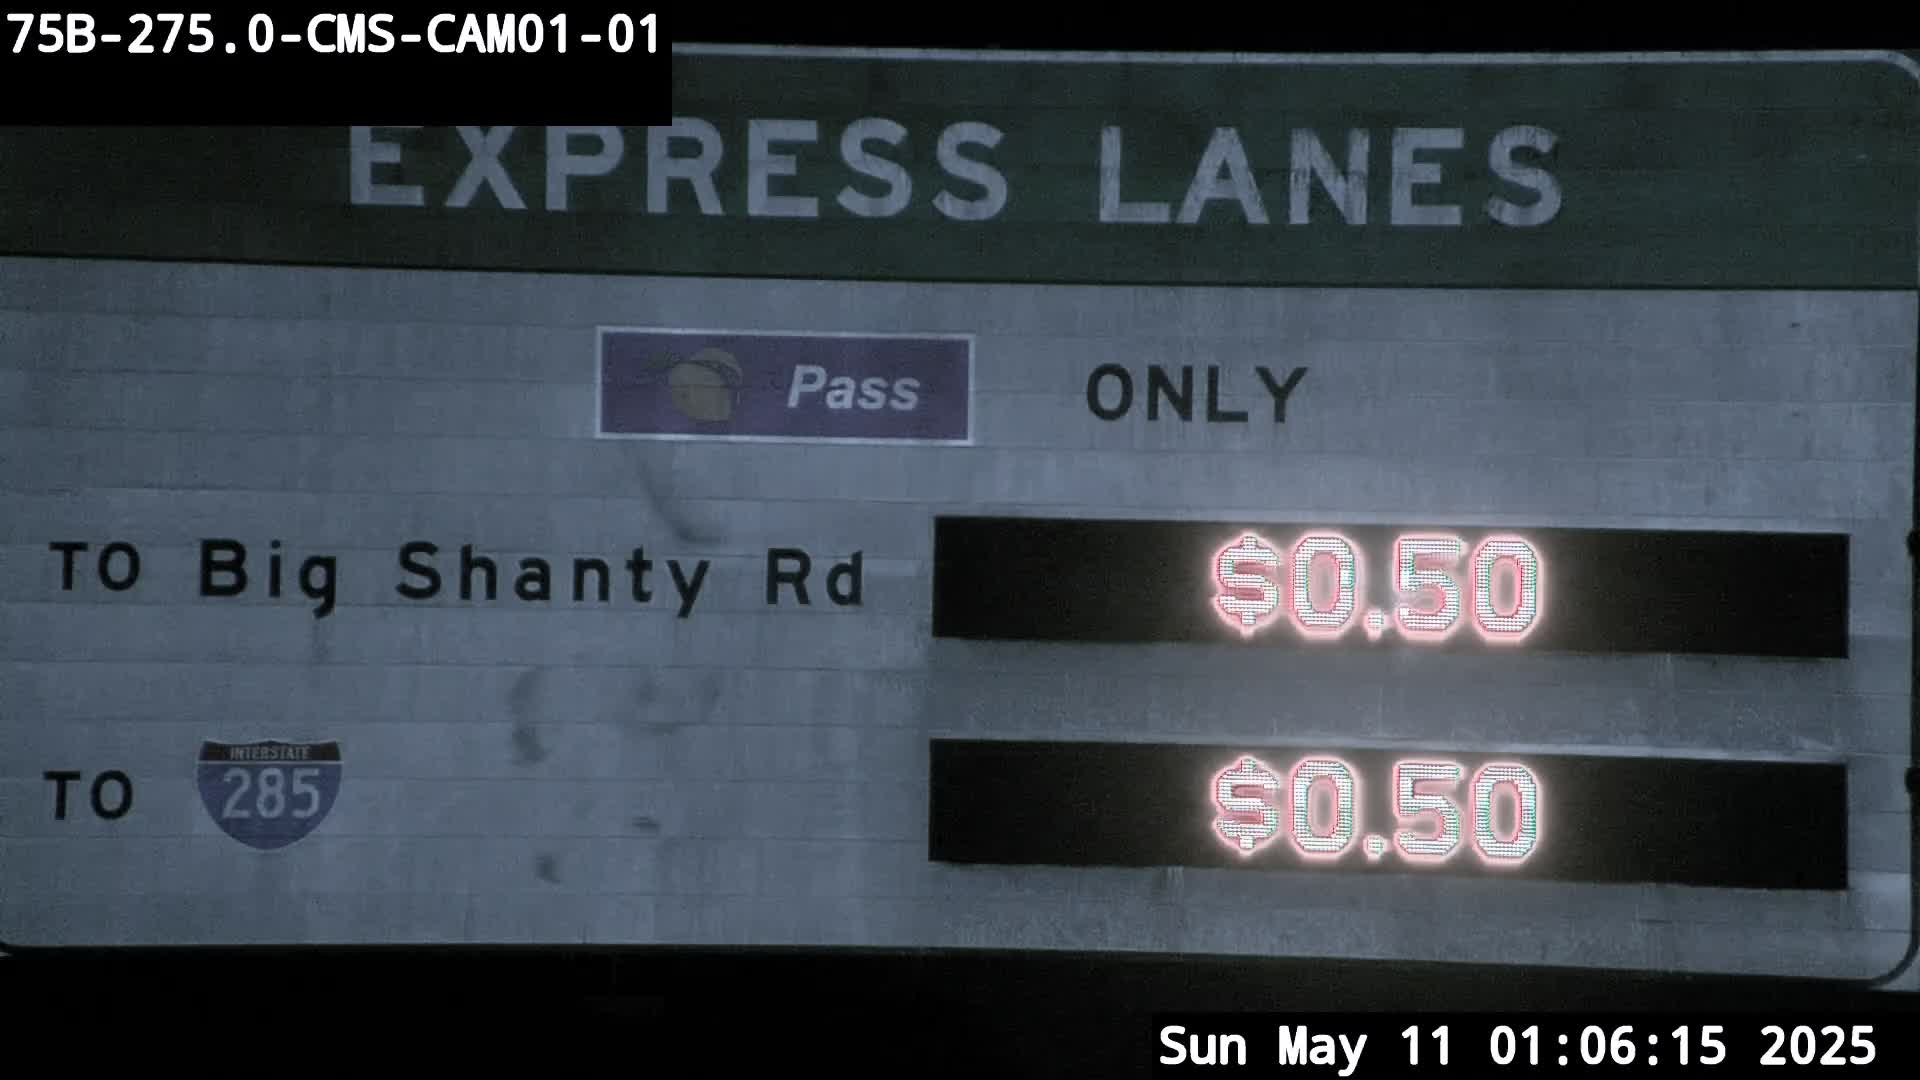 75B-275.0-CMS-CAM01-01
EXPRESS LANES
Pass ONLY
TO Big Shanty Rd $0.50
INTERSTATE
TO 285 $0.50
Sun May 11 01:06:15 2025